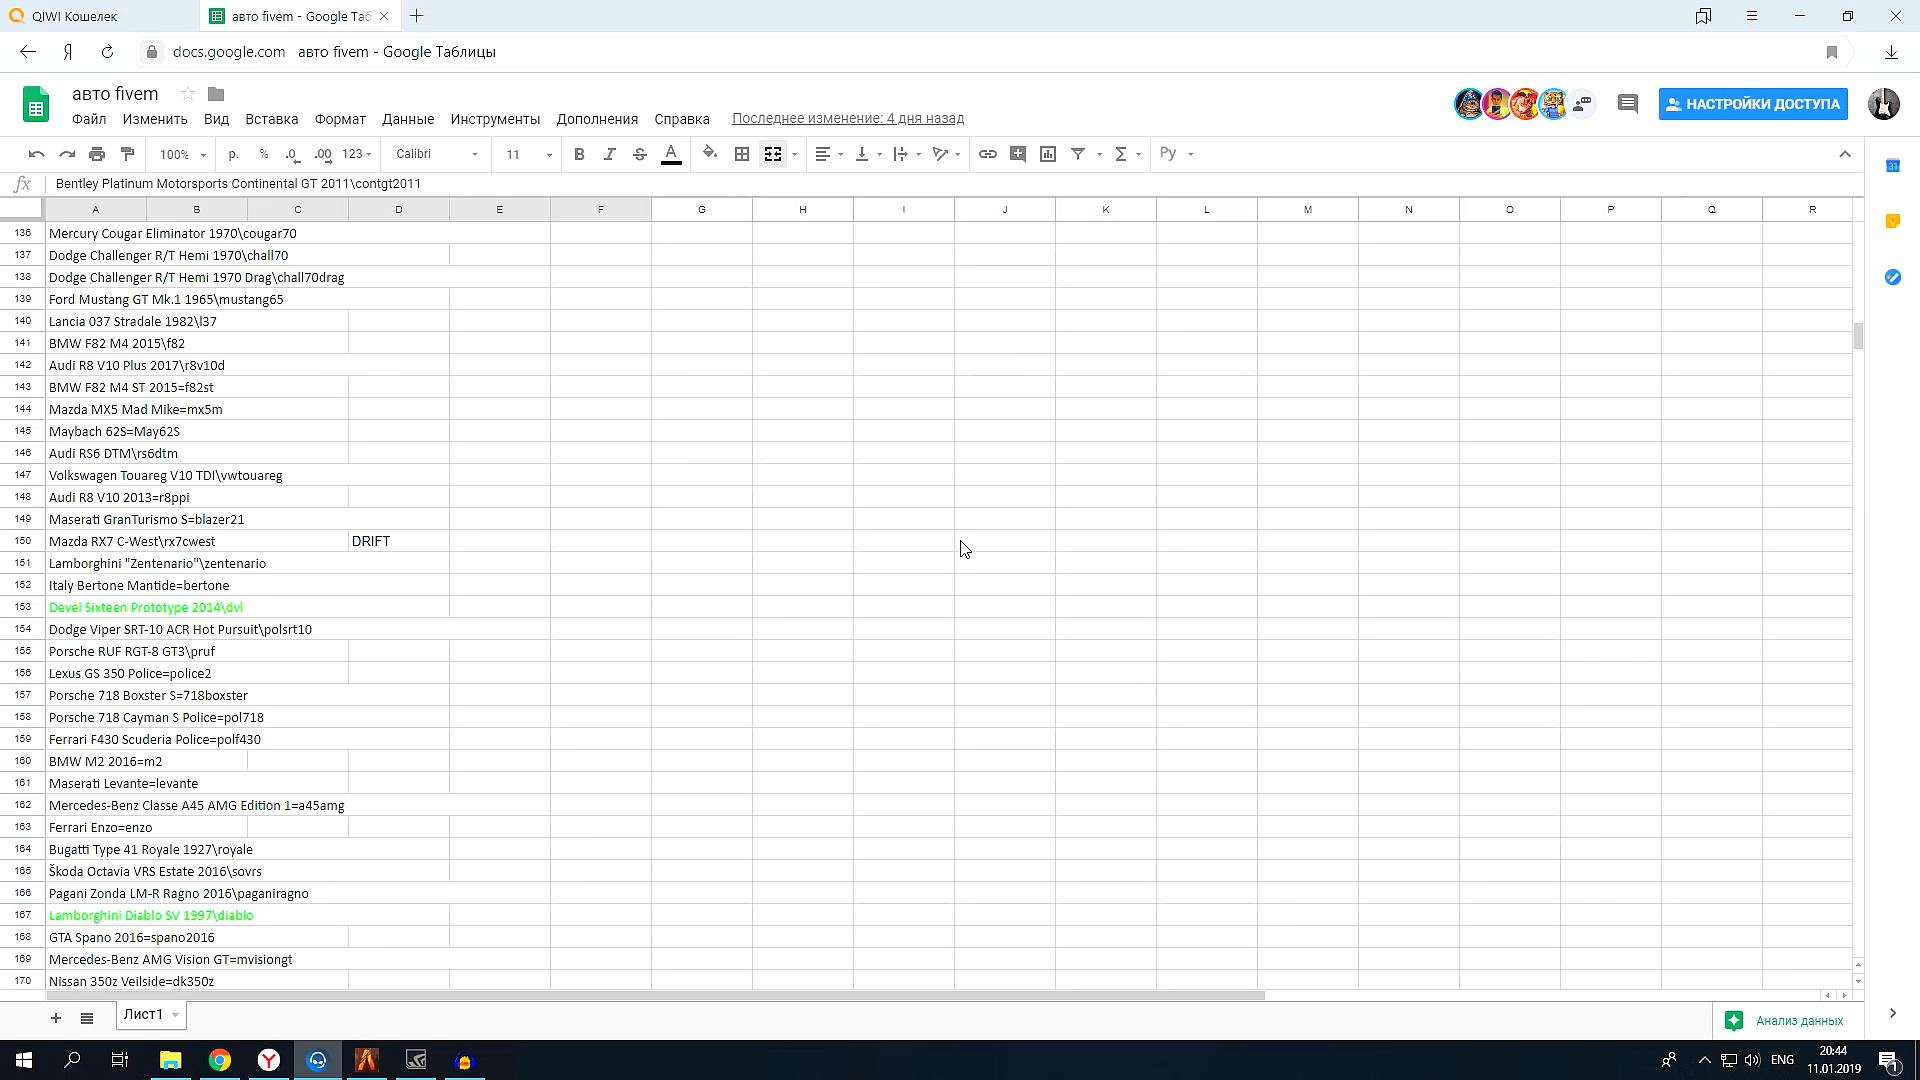 QIWI Кошелек
авто fivem - Google Таб
docs.google.com авто fivem - Google Таблицы
авто fivem
НАСТРОЙКИ ДОСТУПА
Файл Изменить Вид Вставка Формат Данные Инструменты Дополнения Справка Последнее изменение: 4 дня назад
100% р. % .0 .00 123 Calibri 11 B I S A Σ Ру
fx Bentley Platinum Motorsports Continental GT 2011\contgt2011
A B C D E F G H I J K L M N O P Q R
136 Mercury Cougar Eliminator 1970\cougar70
137 Dodge Challenger R/T Hemi 1970\chall70
138 Dodge Challenger R/T Hemi 1970 Drag\chall70drag
139 Ford Mustang GT Mk.1 1965\mustang65
140 Lancia 037 Stradale 1982\l37
141 BMW F82 M4 2015\f82
142 Audi R8 V10 Plus 2017\r8v10d
143 BMW F82 M4 ST 2015=f82st
144 Mazda MX5 Mad Mike=mx5m
145 Maybach 62S=May62S
146 Audi RS6 DTM\rs6dtm
147 Volkswagen Touareg V10 TDI\vwtouareg
148 Audi R8 V10 2013=r8ppi
149 Maserati GranTurismo S=blazer21
150 Mazda RX7 C-West\rx7cwest DRIFT
151 Lamborghini "Zentenario"\zentenario
152 Italy Bertone Mantide=bertone
153 Devel Sixteen Prototype 2014\dvl
154 Dodge Viper SRT-10 ACR Hot Pursuit\polsrt10
155 Porsche RUF RGT-8 GT3\pruf
156 Lexus GS 350 Police=police2
157 Porsche 718 Boxster S=718boxster
158 Porsche 718 Cayman S Police=pol718
159 Ferrari F430 Scuderia Police=polf430
160 BMW M2 2016=m2
161 Maserati Levante=levante
162 Mercedes-Benz Classe A45 AMG Edition 1=a45amg
163 Ferrari Enzo=enzo
164 Bugatti Type 41 Royale 1927\royale
165 Škoda Octavia VRS Estate 2016\sovrs
166 Pagani Zonda LM-R Ragno 2016\paganiragno
167 Lamborghini Diablo SV 1997\diablo
168 GTA Spano 2016=spano2016
169 Mercedes-Benz AMG Vision GT=mvisiongt
170 Nissan 350z Veilside=dk350z
Лист1
Анализ данных
ENG
20:44
11.01.2019
1